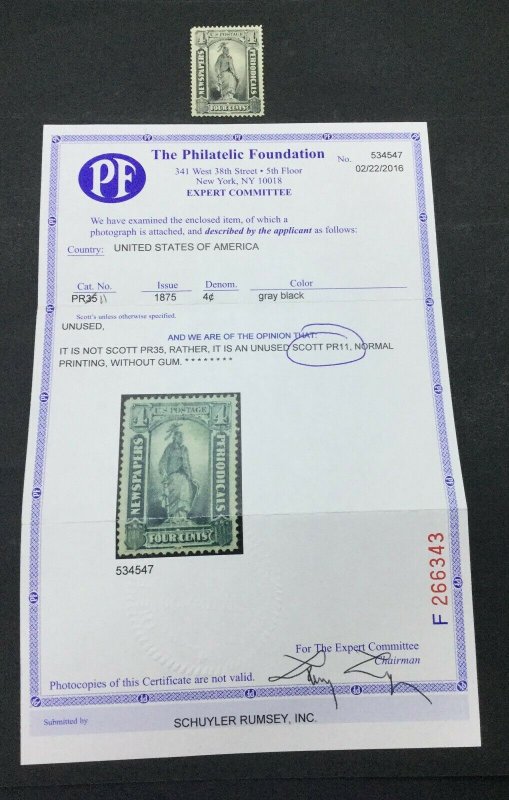 4 4
U S POSTAGE
NEWSPAPERS
PERIODICALS
FOUR CENTS
PF
The Philatelic Foundation
341 West 38th Street • 5th Floor
New York, NY 10018
EXPERT COMMITTEE
No. 534547
02/22/2016
We have examined the enclosed item, of which a
photograph is attached, and described by the applicant as follows:
Country: UNITED STATES OF AMERICA
Cat. No. Issue Denom. Color
PR35 11 1875 4¢ gray black
Scott's unless otherwise specified.
UNUSED,
AND WE ARE OF THE OPINION THAT:
IT IS NOT SCOTT PR35, RATHER, IT IS AN UNUSED SCOTT PR11, NORMAL
PRINTING, WITHOUT GUM. ********
4 4
U S POSTAGE
NEWSPAPERS
PERIODICALS
FOUR CENTS
534547
F 266343
For The Expert Committee
Chairman
Photocopies of this Certificate are not valid.
Submitted by SCHUYLER RUMSEY, INC.